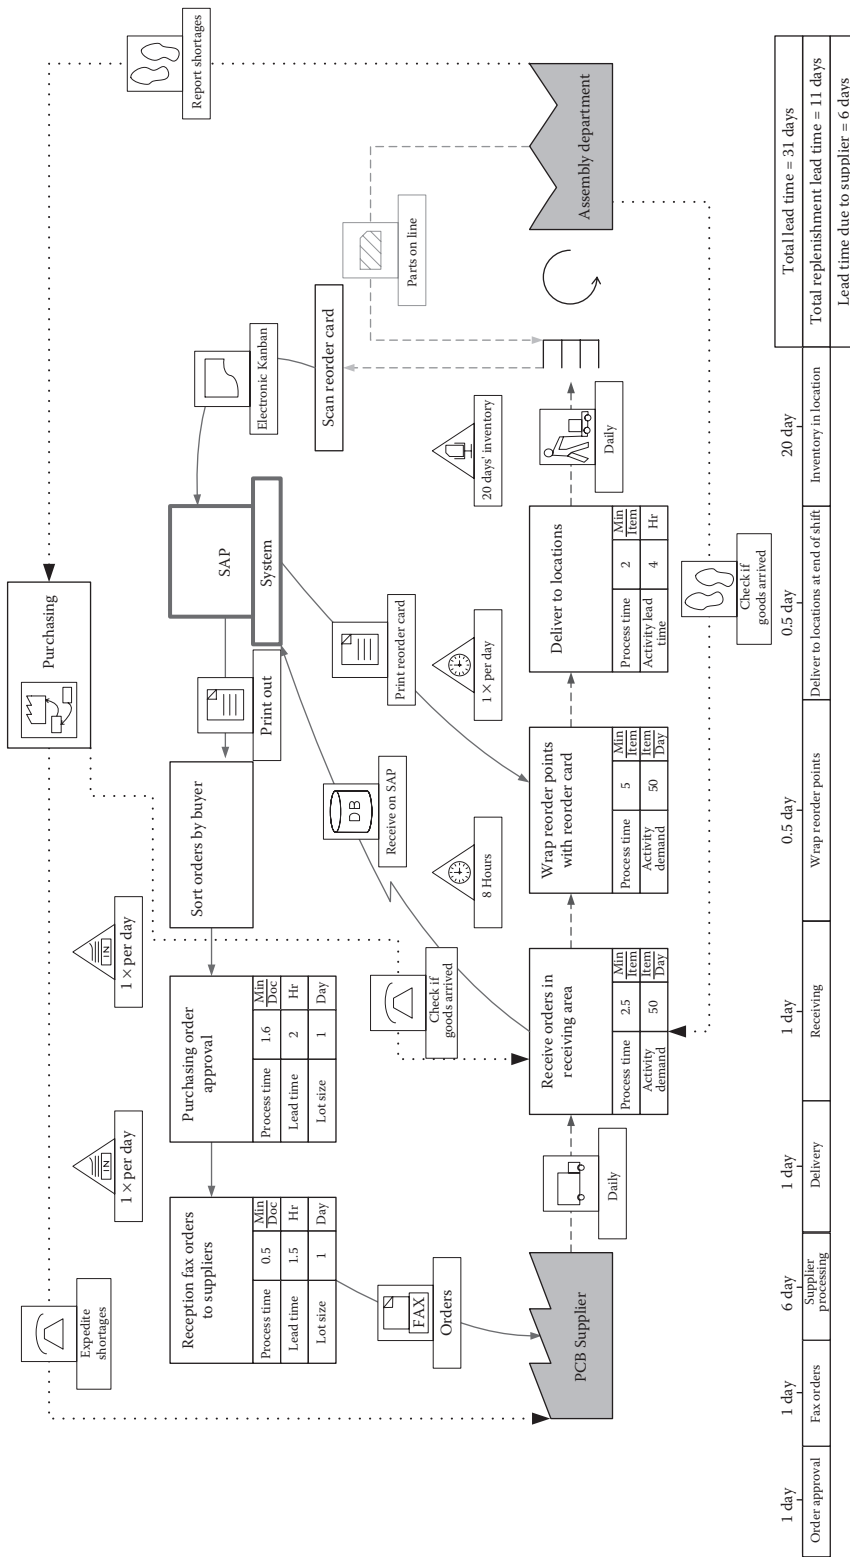 Purchasing
Report shortages
Expedite
shortages
1 × per day
1 × per day
Reception fax orders
to suppliers
Process time 0.5 Min/Doc
Lead time 1.5 Hr
Lot size 1 Day
Purchasing order
approval
Process time 1.6 Min/Doc
Lead time 2 Hr
Lot size 1 Day
Sort orders by buyer
Print out
SAP
System
Electronic Kanban
Scan reorder card
Parts on line
FAX
Orders
Check if
goods arrived
DB
Receive on SAP
Print reorder card
8 Hours
1 × per day
20 days' inventory
PCB Supplier
Daily
Receive orders in
receiving area
Process time 2.5 Min/Item
Activity
demand 50 Item/Day
Wrap reorder points
with reorder card
Process time 5 Min/Item
Activity
demand 50 Item/Day
Deliver to locations
Process time 2 Min/Item
Activity lead
time 4 Hr
Daily
Assembly department
Check if
goods arrived
IN
IN
1 day 1 day 6 day 1 day 1 day 0.5 day 0.5 day 20 day
Order approval Fax orders Supplier
processing Delivery Receiving Wrap reorder points Deliver to locations at end of shift Inventory in location
Total lead time = 31 days
Total replenishment lead time = 11 days
Lead time due to supplier = 6 days